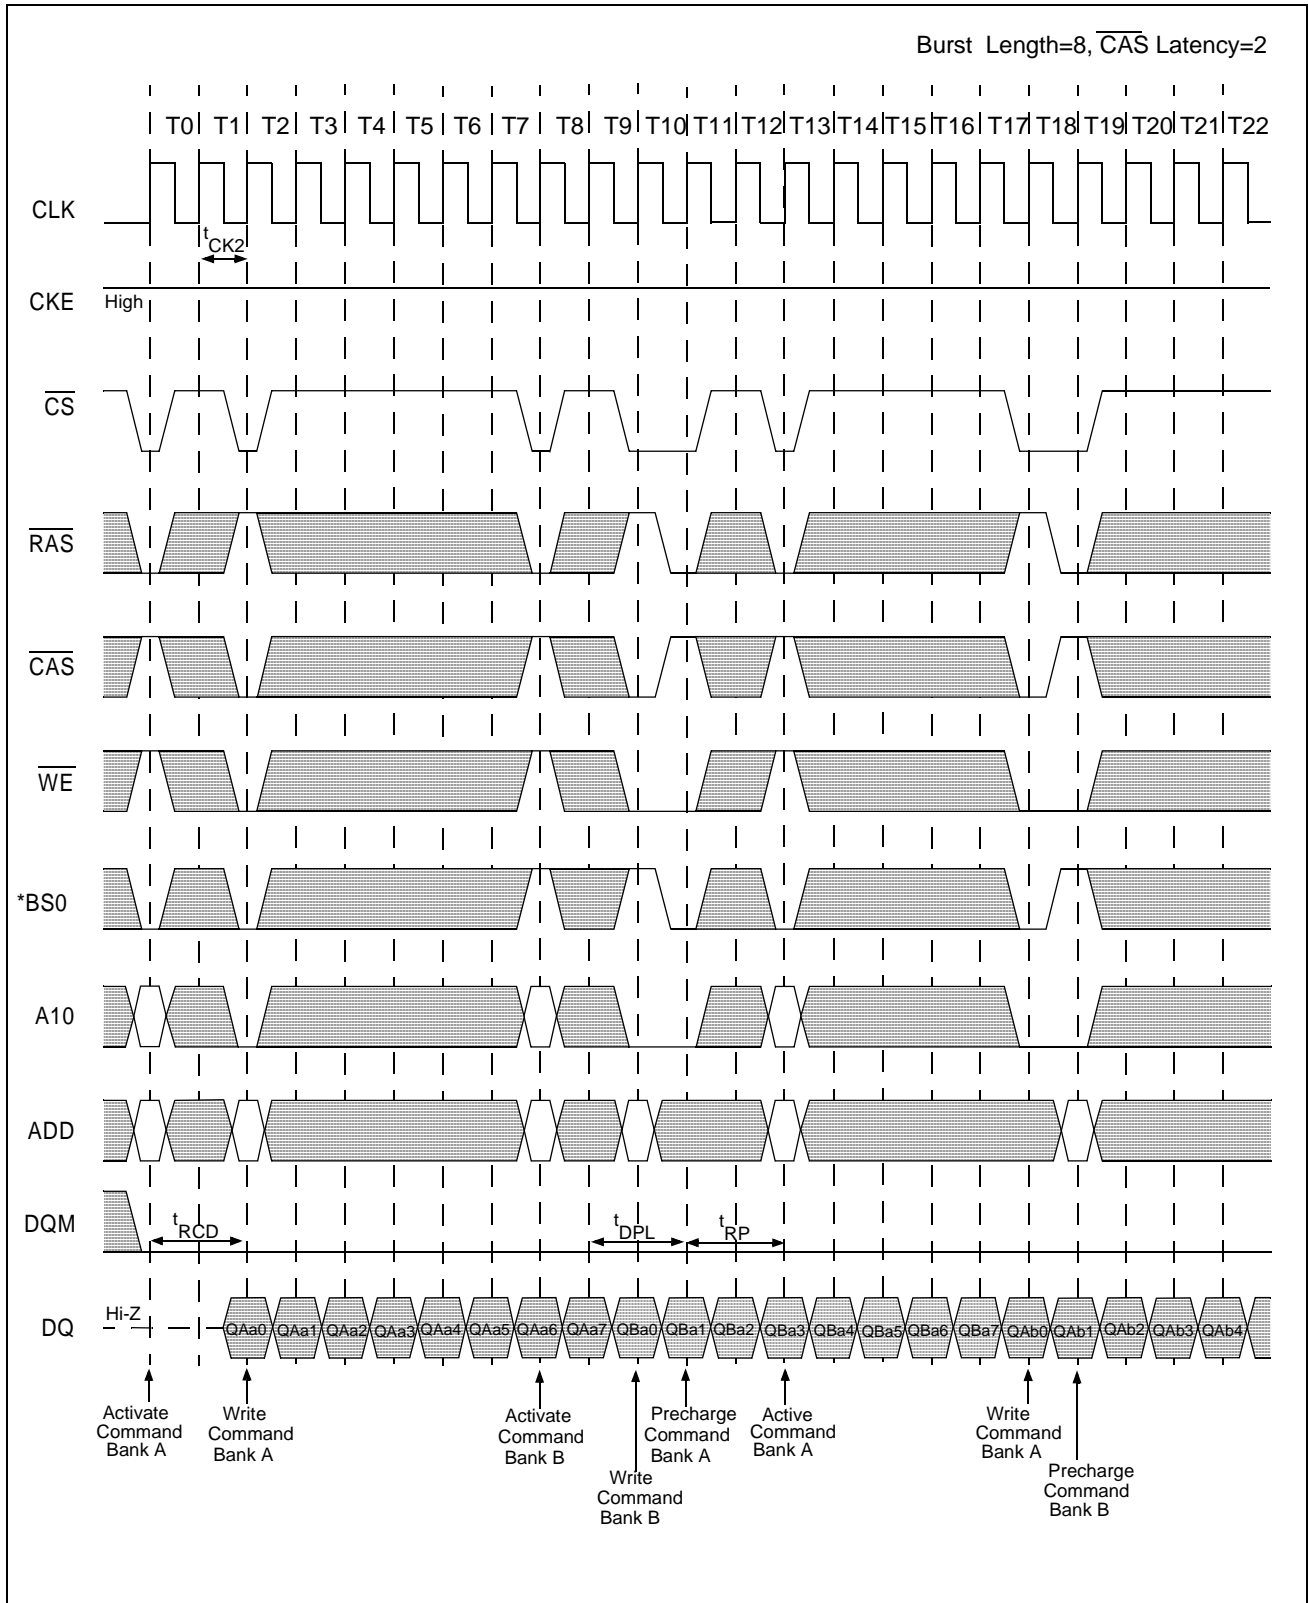 Burst Length=8, CAS Latency=2
T0 T1 T2 T3 T4 T5 T6 T7 T8 T9 T10 T11 T12 T13 T14 T15 T16 T17 T18 T19 T20 T21 T22
CLK
tCK2
CKE
High
CS
RAS
CAS
WE
*BS0
A10
ADD
DQM
tRCD
tDPL
tRP
DQ
Hi-Z
QAa0 QAa1 QAa2 QAa3 QAa4 QAa5 QAa6 QAa7 QBa0 QBa1 QBa2 QBa3 QBa4 QBa5 QBa6 QBa7 QAb0 QAb1 QAb2 QAb3 QAb4
Activate
Command
Bank A
Write
Command
Bank A
Activate
Command
Bank B
Write
Command
Bank B
Precharge
Command
Bank A
Active
Command
Bank A
Write
Command
Bank A
Precharge
Command
Bank B